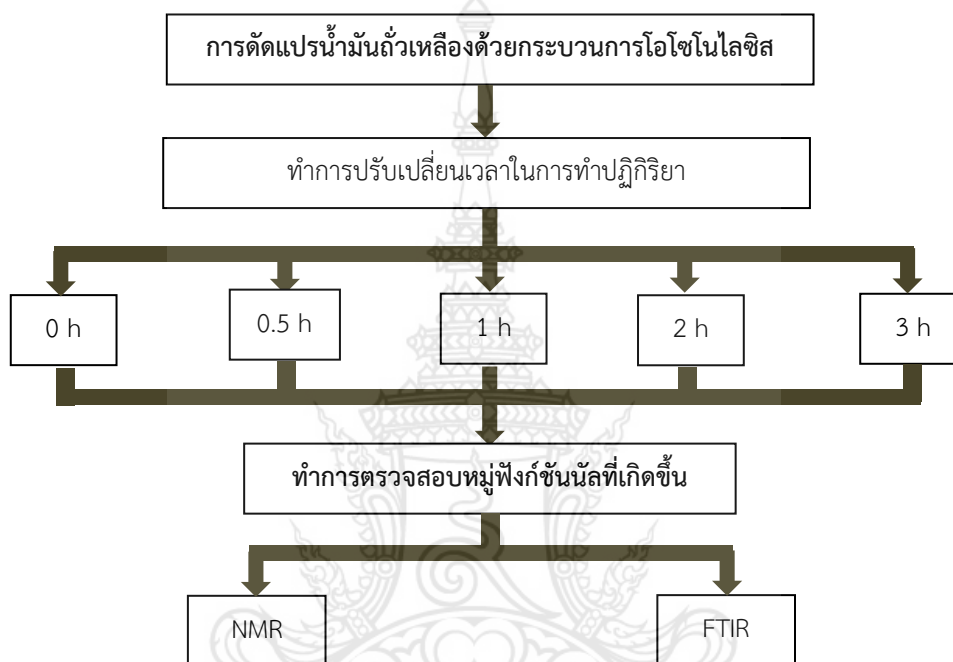 การดัดแปรน้ำมันถั่วเหลืองด้วยกระบวนการโอโซโนไลซิส
ทำการปรับเปลี่ยนเวลาในการทำปฏิกิริยา
0 h
0.5 h
1 h
2 h
3 h
ทำการตรวจสอบหมู่ฟังก์ชันนัลที่เกิดขึ้น
NMR
FTIR